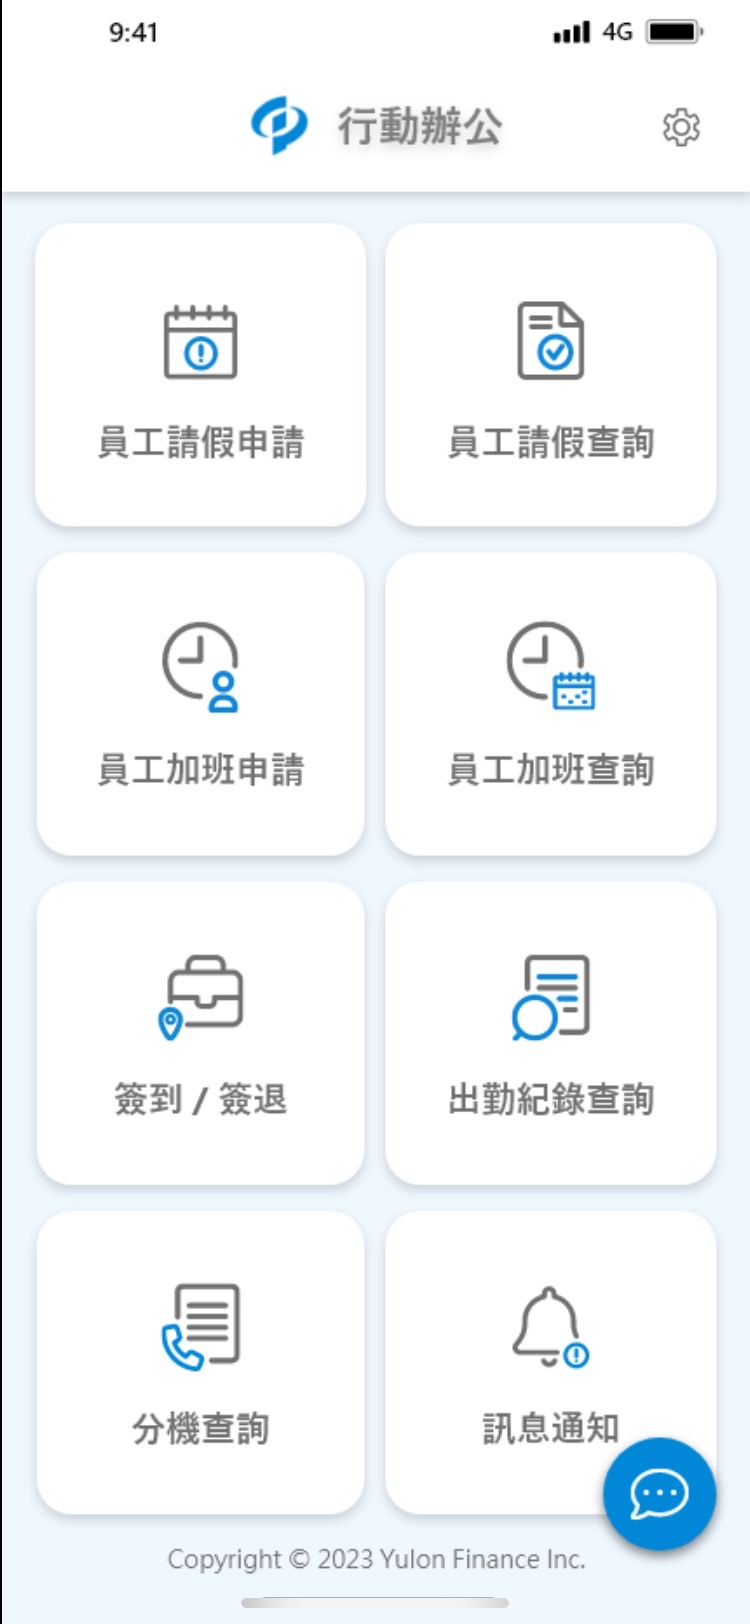 9:41
4G
行動辦公
員工請假申請
員工請假查詢
員工加班申請
員工加班查詢
簽到 / 簽退
出勤紀錄查詢
分機查詢
訊息通知
Copyright © 2023 Yulon Finance Inc.